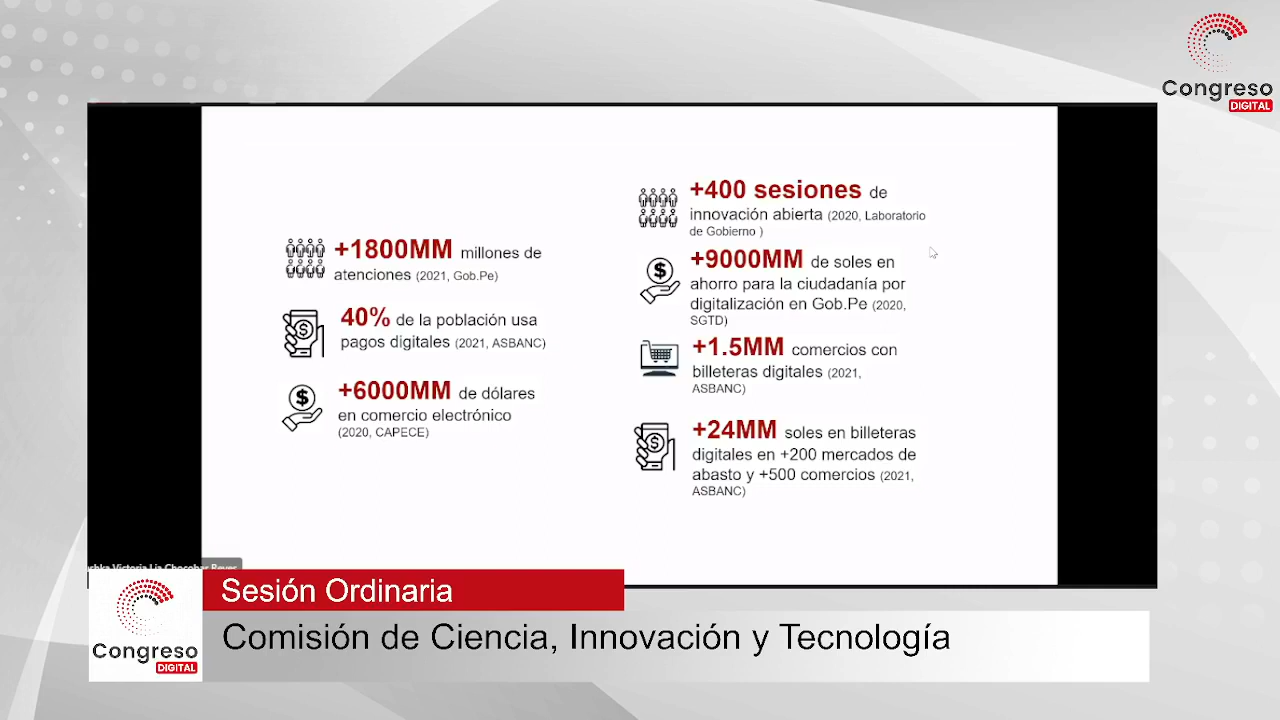 Congreso
DIGITAL
+1800MM millones de
atenciones (2021, Gob.Pe)
40% de la población usa
pagos digitales (2021, ASBANC)
+6000MM de dólares
en comercio electrónico
(2020, CAPECE)
+400 sesiones de
innovación abierta (2020, Laboratorio
de Gobierno )
+9000MM de soles en
ahorro para la ciudadanía por
digitalización en Gob.Pe (2020,
SGTD)
+1.5MM comercios con
billeteras digitales (2021,
ASBANC)
+24MM soles en billeteras
digitales en +200 mercados de
abasto y +500 comercios (2021,
ASBANC)
Victoria Lia
Sesión Ordinaria
Comisión de Ciencia, Innovación y Tecnología
Congreso
DIGITAL